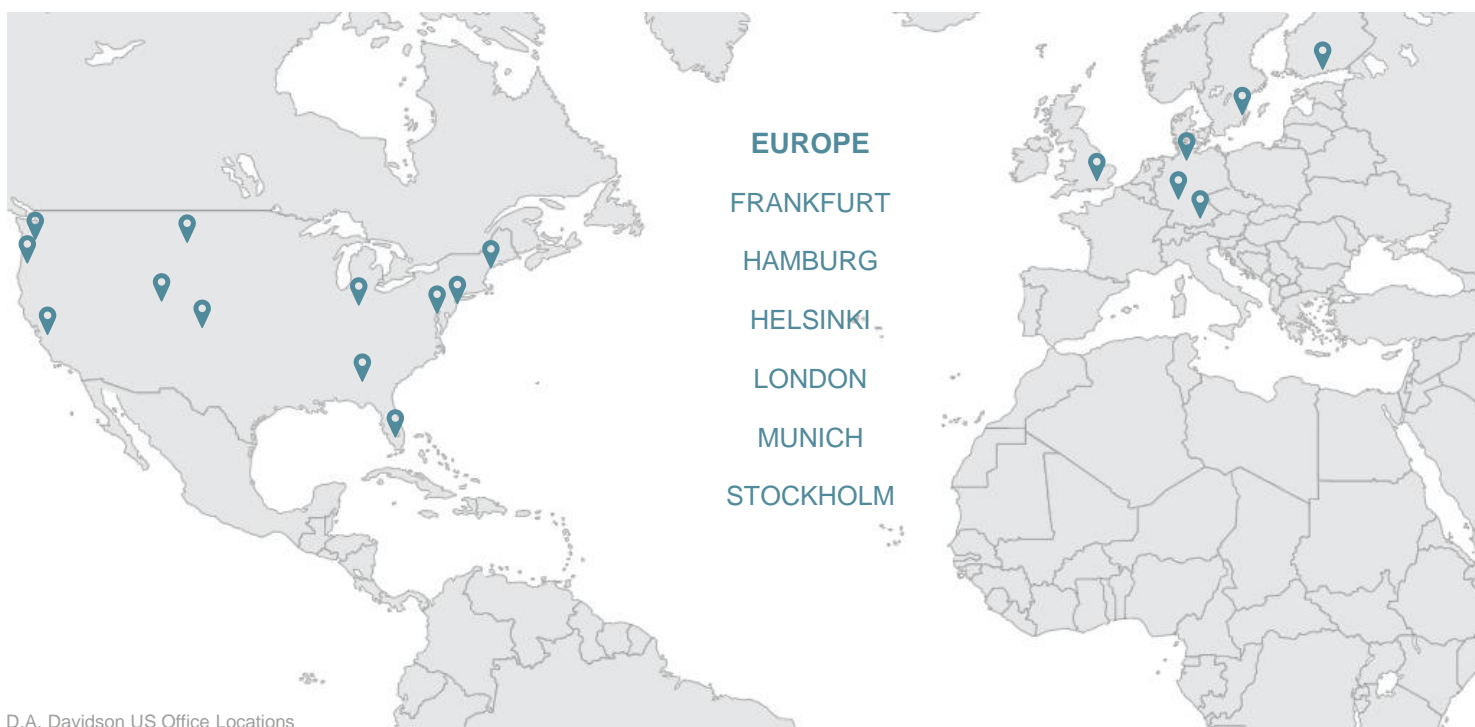 EUROPE
FRANKFURT
HAMBURG
HELSINKI
LONDON
MUNICH
STOCKHOLM
D.A. Davidson US Office Locations